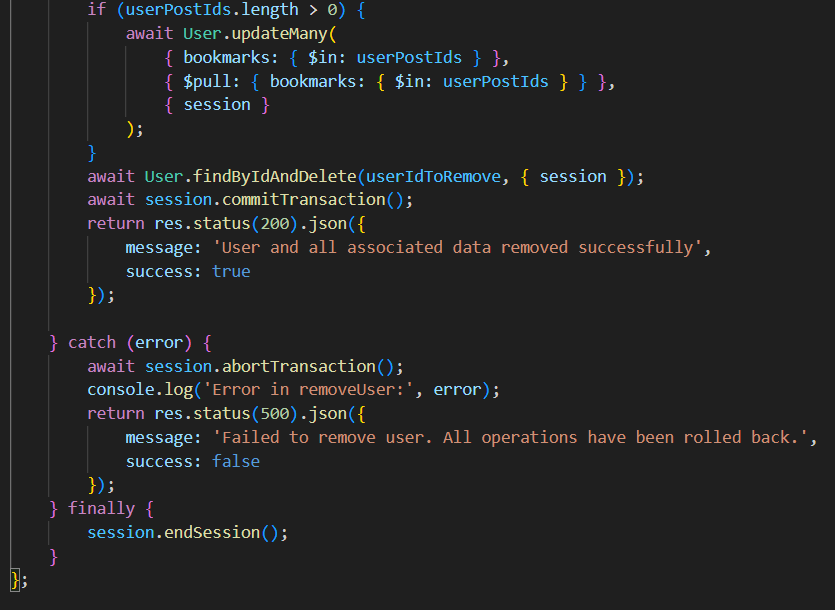 if (userPostIds.length > 0) {
await User.updateMany(
{ bookmarks: { $in: userPostIds } },
{ $pull: { bookmarks: { $in: userPostIds } } },
{ session }
);
}
await User.findByIdAndDelete(userIdToRemove, { session });
await session.commitTransaction();
return res.status(200).json({
message: 'User and all associated data removed successfully',
success: true
});
} catch (error) {
await session.abortTransaction();
console.log('Error in removeUser:', error);
return res.status(500).json({
message: 'Failed to remove user. All operations have been rolled back.',
success: false
});
} finally {
session.endSession();
}
};